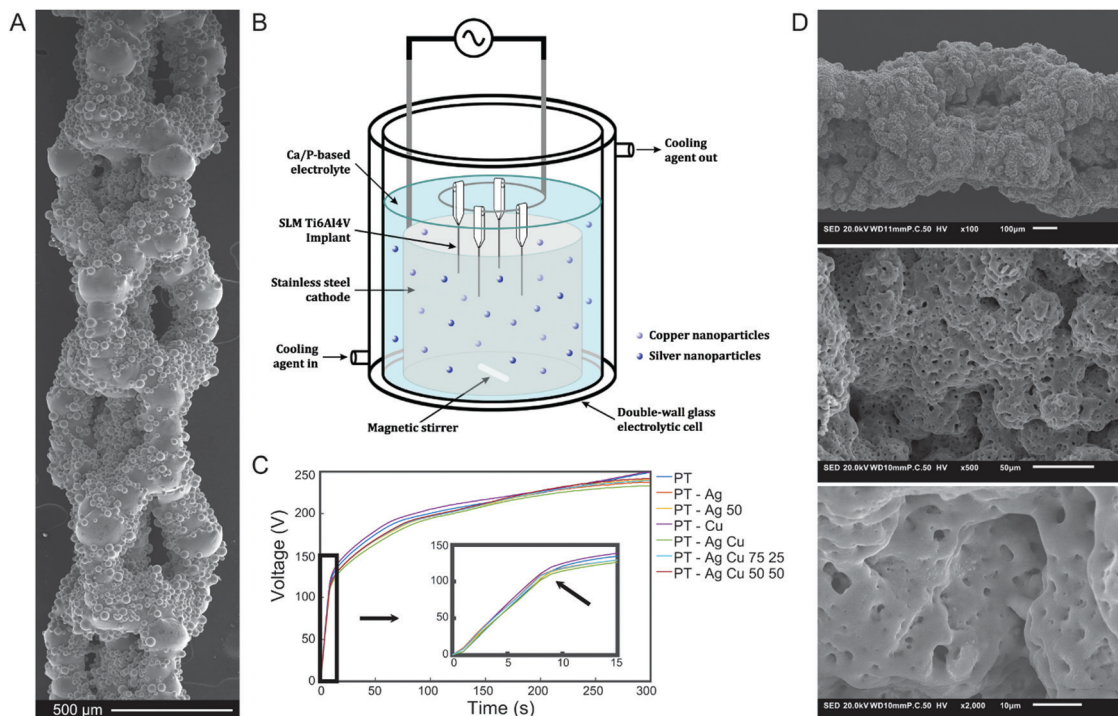 A
500 µm
B
Ca/P-based
electrolyte
SLM Ti6Al4V
Implant
Stainless steel
cathode
Cooling
agent in
Magnetic stirrer
Cooling
agent out
Copper nanoparticles
Silver nanoparticles
Double-wall glass
electrolytic cell
C
Voltage (V)
250
200
150
100
50
0
0 50 100 150 200 250 300
Time (s)
150
100
50
0
0 5 10 15
PT
PT - Ag
PT - Ag 50
PT - Cu
PT - Ag Cu
PT - Ag Cu 75 25
PT - Ag Cu 50 50
D
SED 20.0kV WD11mmP.C.50 HV x100 100µm
SED 20.0kV WD10mmP.C.50 HV x500 50µm
SED 20.0kV WD10mmP.C.50 HV x2,000 10µm